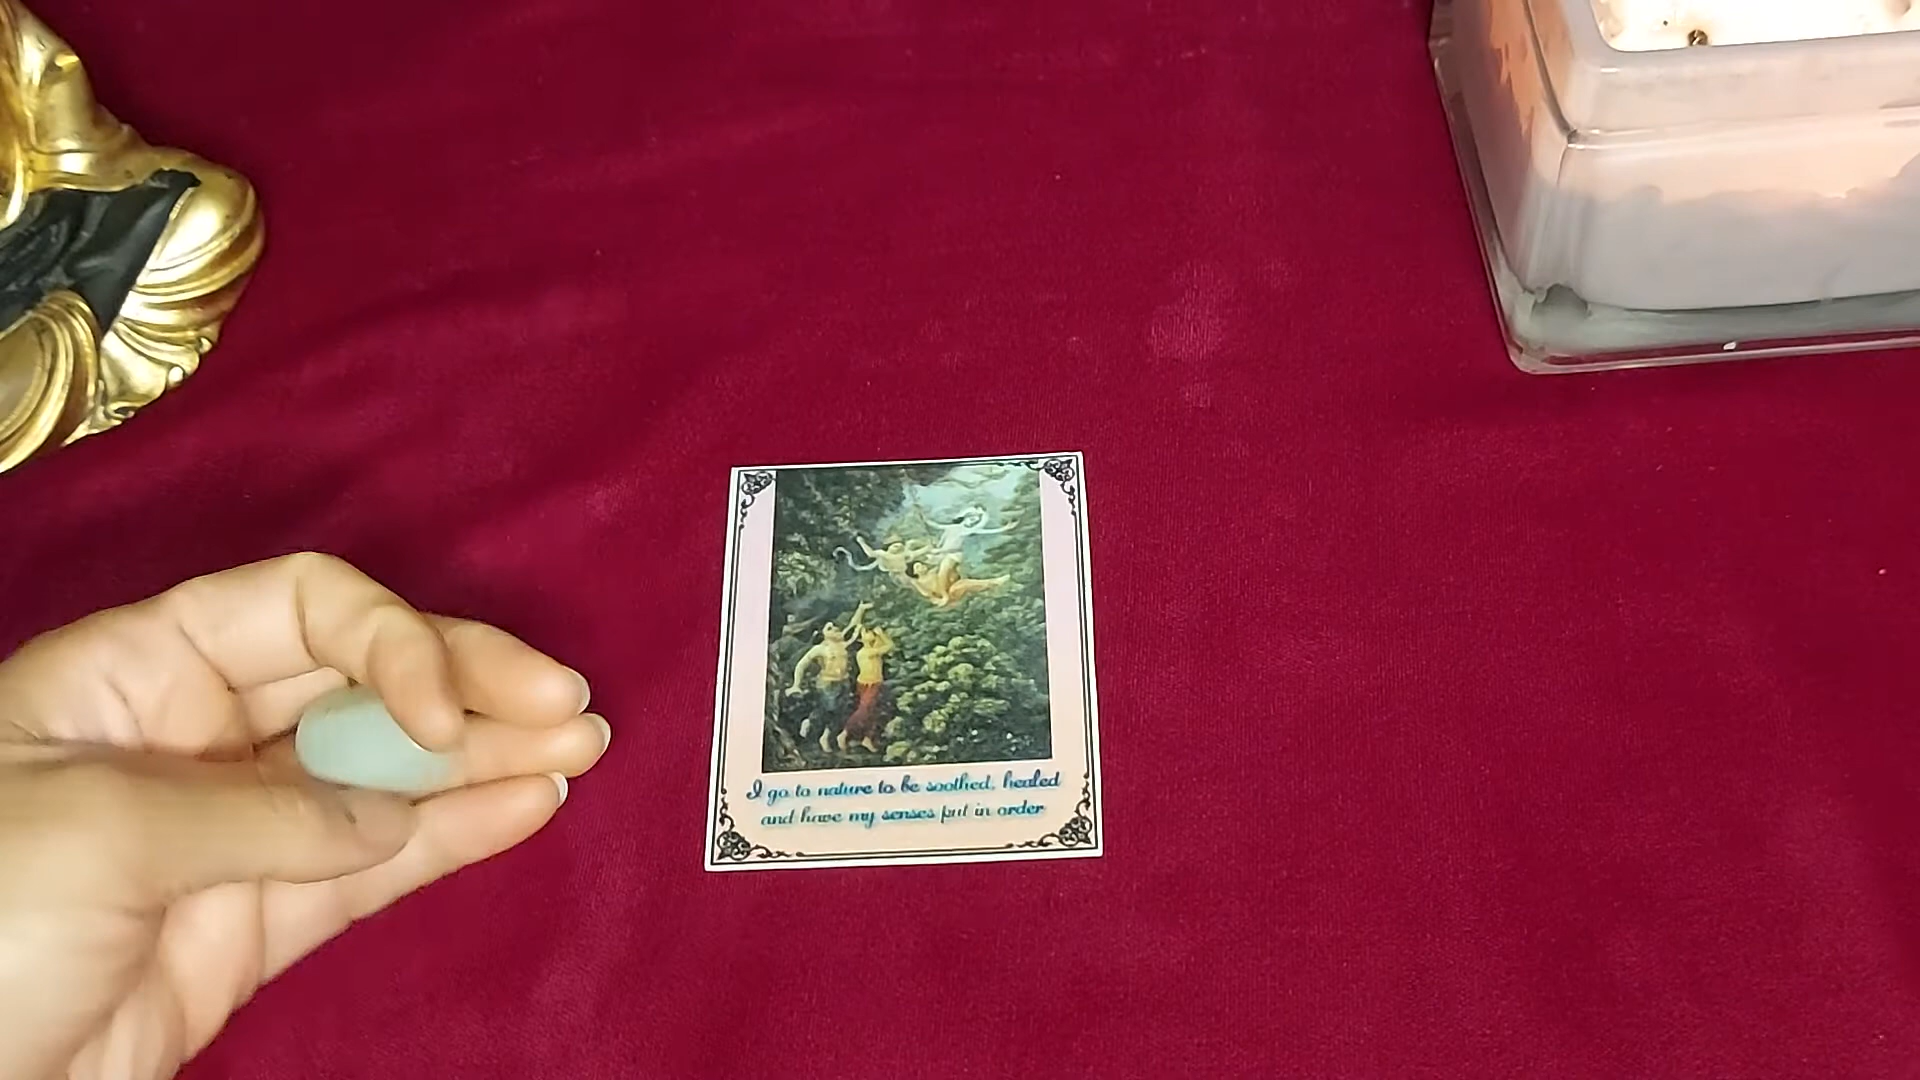 I go to nature to be soothed, healed
and have my senses put in order